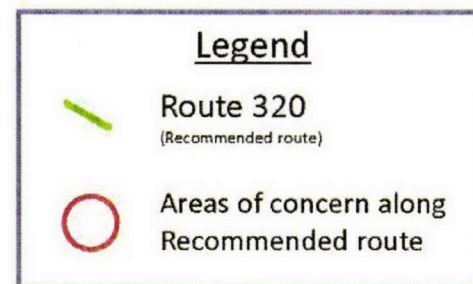 Legend
Route 320
(Recommended route)
Areas of concern along
Recommended route